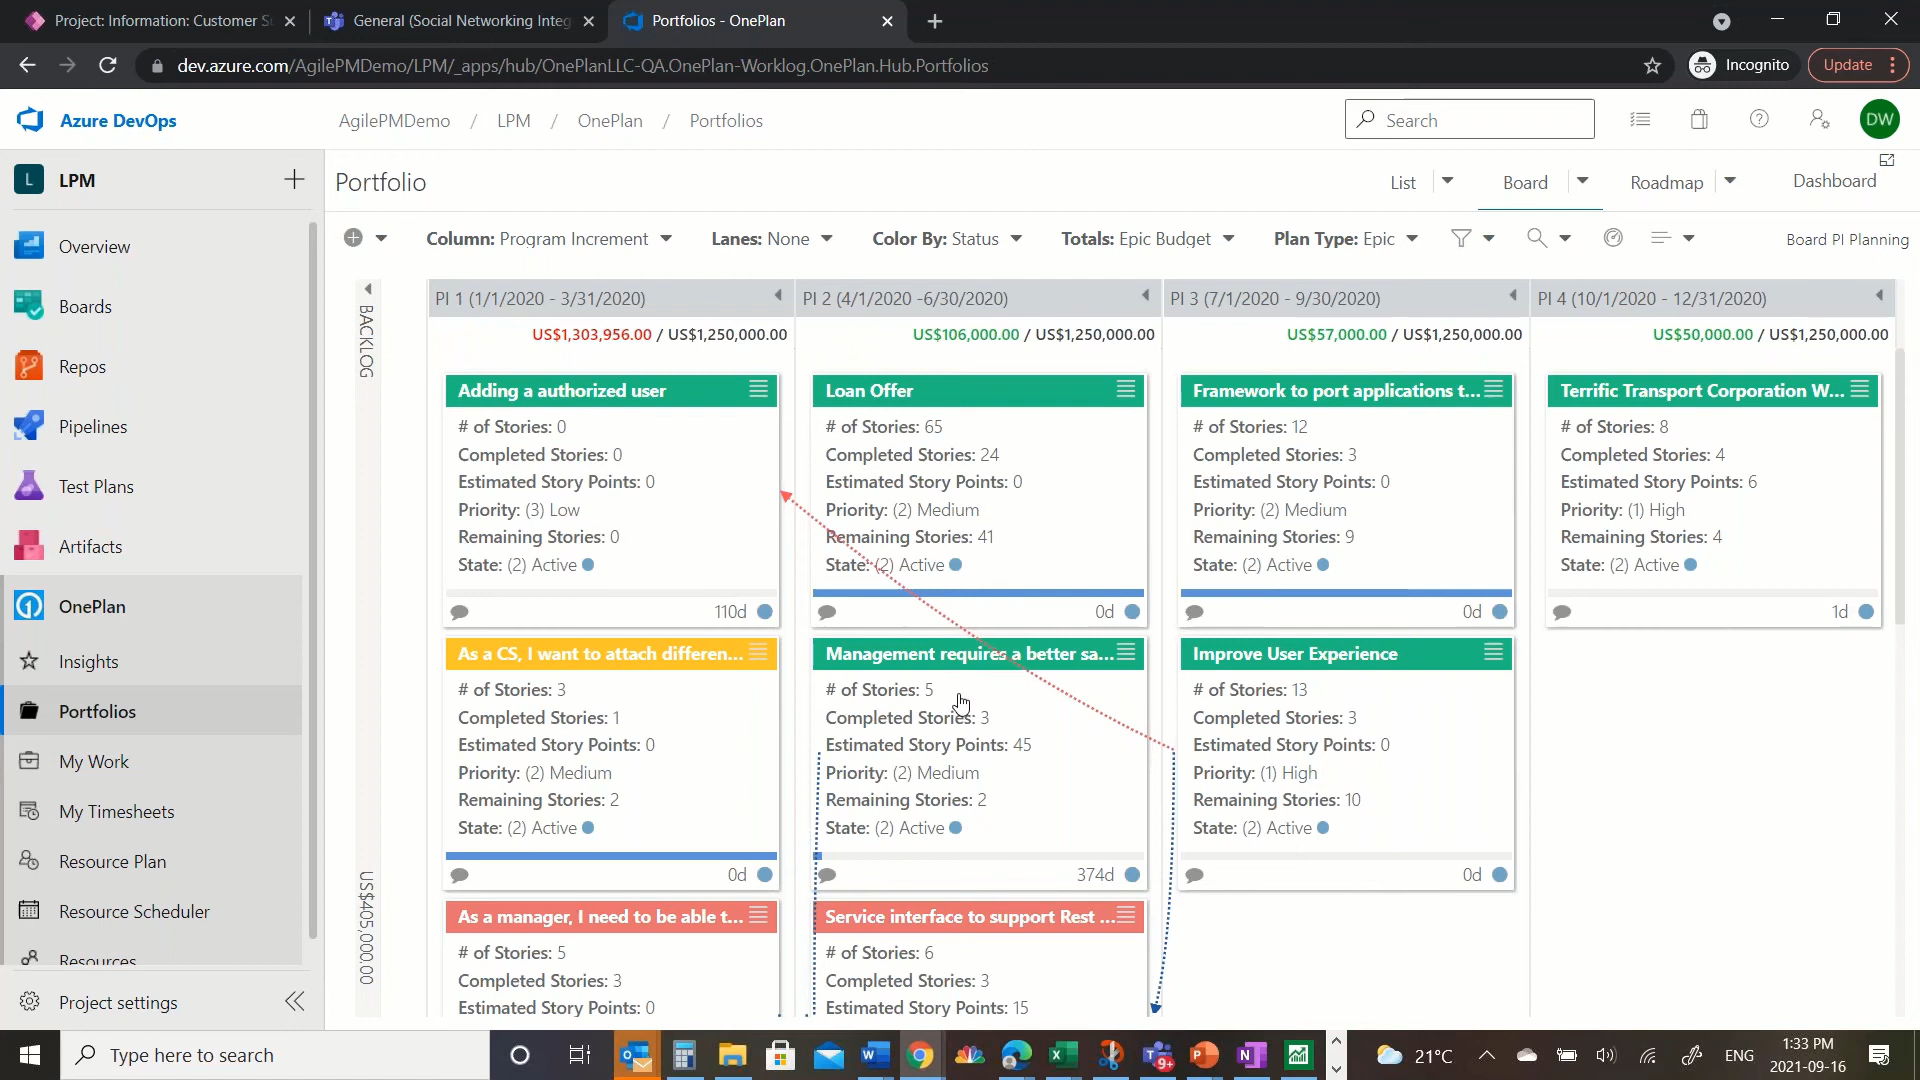 Project: Information: Customer S
General (Social Networking Integ
Portfolios - OnePlan
dev.azure.com/AgilePMDemo/LPM/_apps/hub/OnePlanLLC-QA.OnePlan-Worklog.OnePlan.Hub.Portfolios
Incognito
Update
Azure DevOps
AgilePMDemo / LPM / OnePlan / Portfolios
Search
DW
L LPM
Portfolio
List
Board
Roadmap
Dashboard
Column: Program Increment
Lanes: None
Color By: Status
Totals: Epic Budget
Plan Type: Epic
Board PI Planning
Overview
Boards
Repos
Pipelines
Test Plans
Artifacts
OnePlan
Insights
Portfolios
My Work
My Timesheets
Resource Plan
Resource Scheduler
Resources
Project settings
BACKLOG
US$405,000.00
PI 1 (1/1/2020 - 3/31/2020)
US$1,303,956.00 / US$1,250,000.00
Adding a authorized user
# of Stories: 0
Completed Stories: 0
Estimated Story Points: 0
Priority: (3) Low
Remaining Stories: 0
State: (2) Active
110d
As a CS, I want to attach differen...
# of Stories: 3
Completed Stories: 1
Estimated Story Points: 0
Priority: (2) Medium
Remaining Stories: 2
State: (2) Active
0d
As a manager, I need to be able t...
# of Stories: 5
Completed Stories: 3
Estimated Story Points: 0
PI 2 (4/1/2020 -6/30/2020)
US$106,000.00 / US$1,250,000.00
Loan Offer
# of Stories: 65
Completed Stories: 24
Estimated Story Points: 0
Priority: (2) Medium
Remaining Stories: 41
State: (2) Active
0d
Management requires a better sa...
# of Stories: 5
Completed Stories: 3
Estimated Story Points: 45
Priority: (2) Medium
Remaining Stories: 2
State: (2) Active
374d
Service interface to support Rest ...
# of Stories: 6
Completed Stories: 3
Estimated Story Points: 15
PI 3 (7/1/2020 - 9/30/2020)
US$57,000.00 / US$1,250,000.00
Framework to port applications t...
# of Stories: 12
Completed Stories: 3
Estimated Story Points: 0
Priority: (2) Medium
Remaining Stories: 9
State: (2) Active
0d
Improve User Experience
# of Stories: 13
Completed Stories: 3
Estimated Story Points: 0
Priority: (1) High
Remaining Stories: 10
State: (2) Active
0d
PI 4 (10/1/2020 - 12/31/2020)
US$50,000.00 / US$1,250,000.00
Terrific Transport Corporation W...
# of Stories: 8
Completed Stories: 4
Estimated Story Points: 6
Priority: (1) High
Remaining Stories: 4
State: (2) Active
1d
Type here to search
9+
21°C
ENG
1:33 PM
2021-09-16